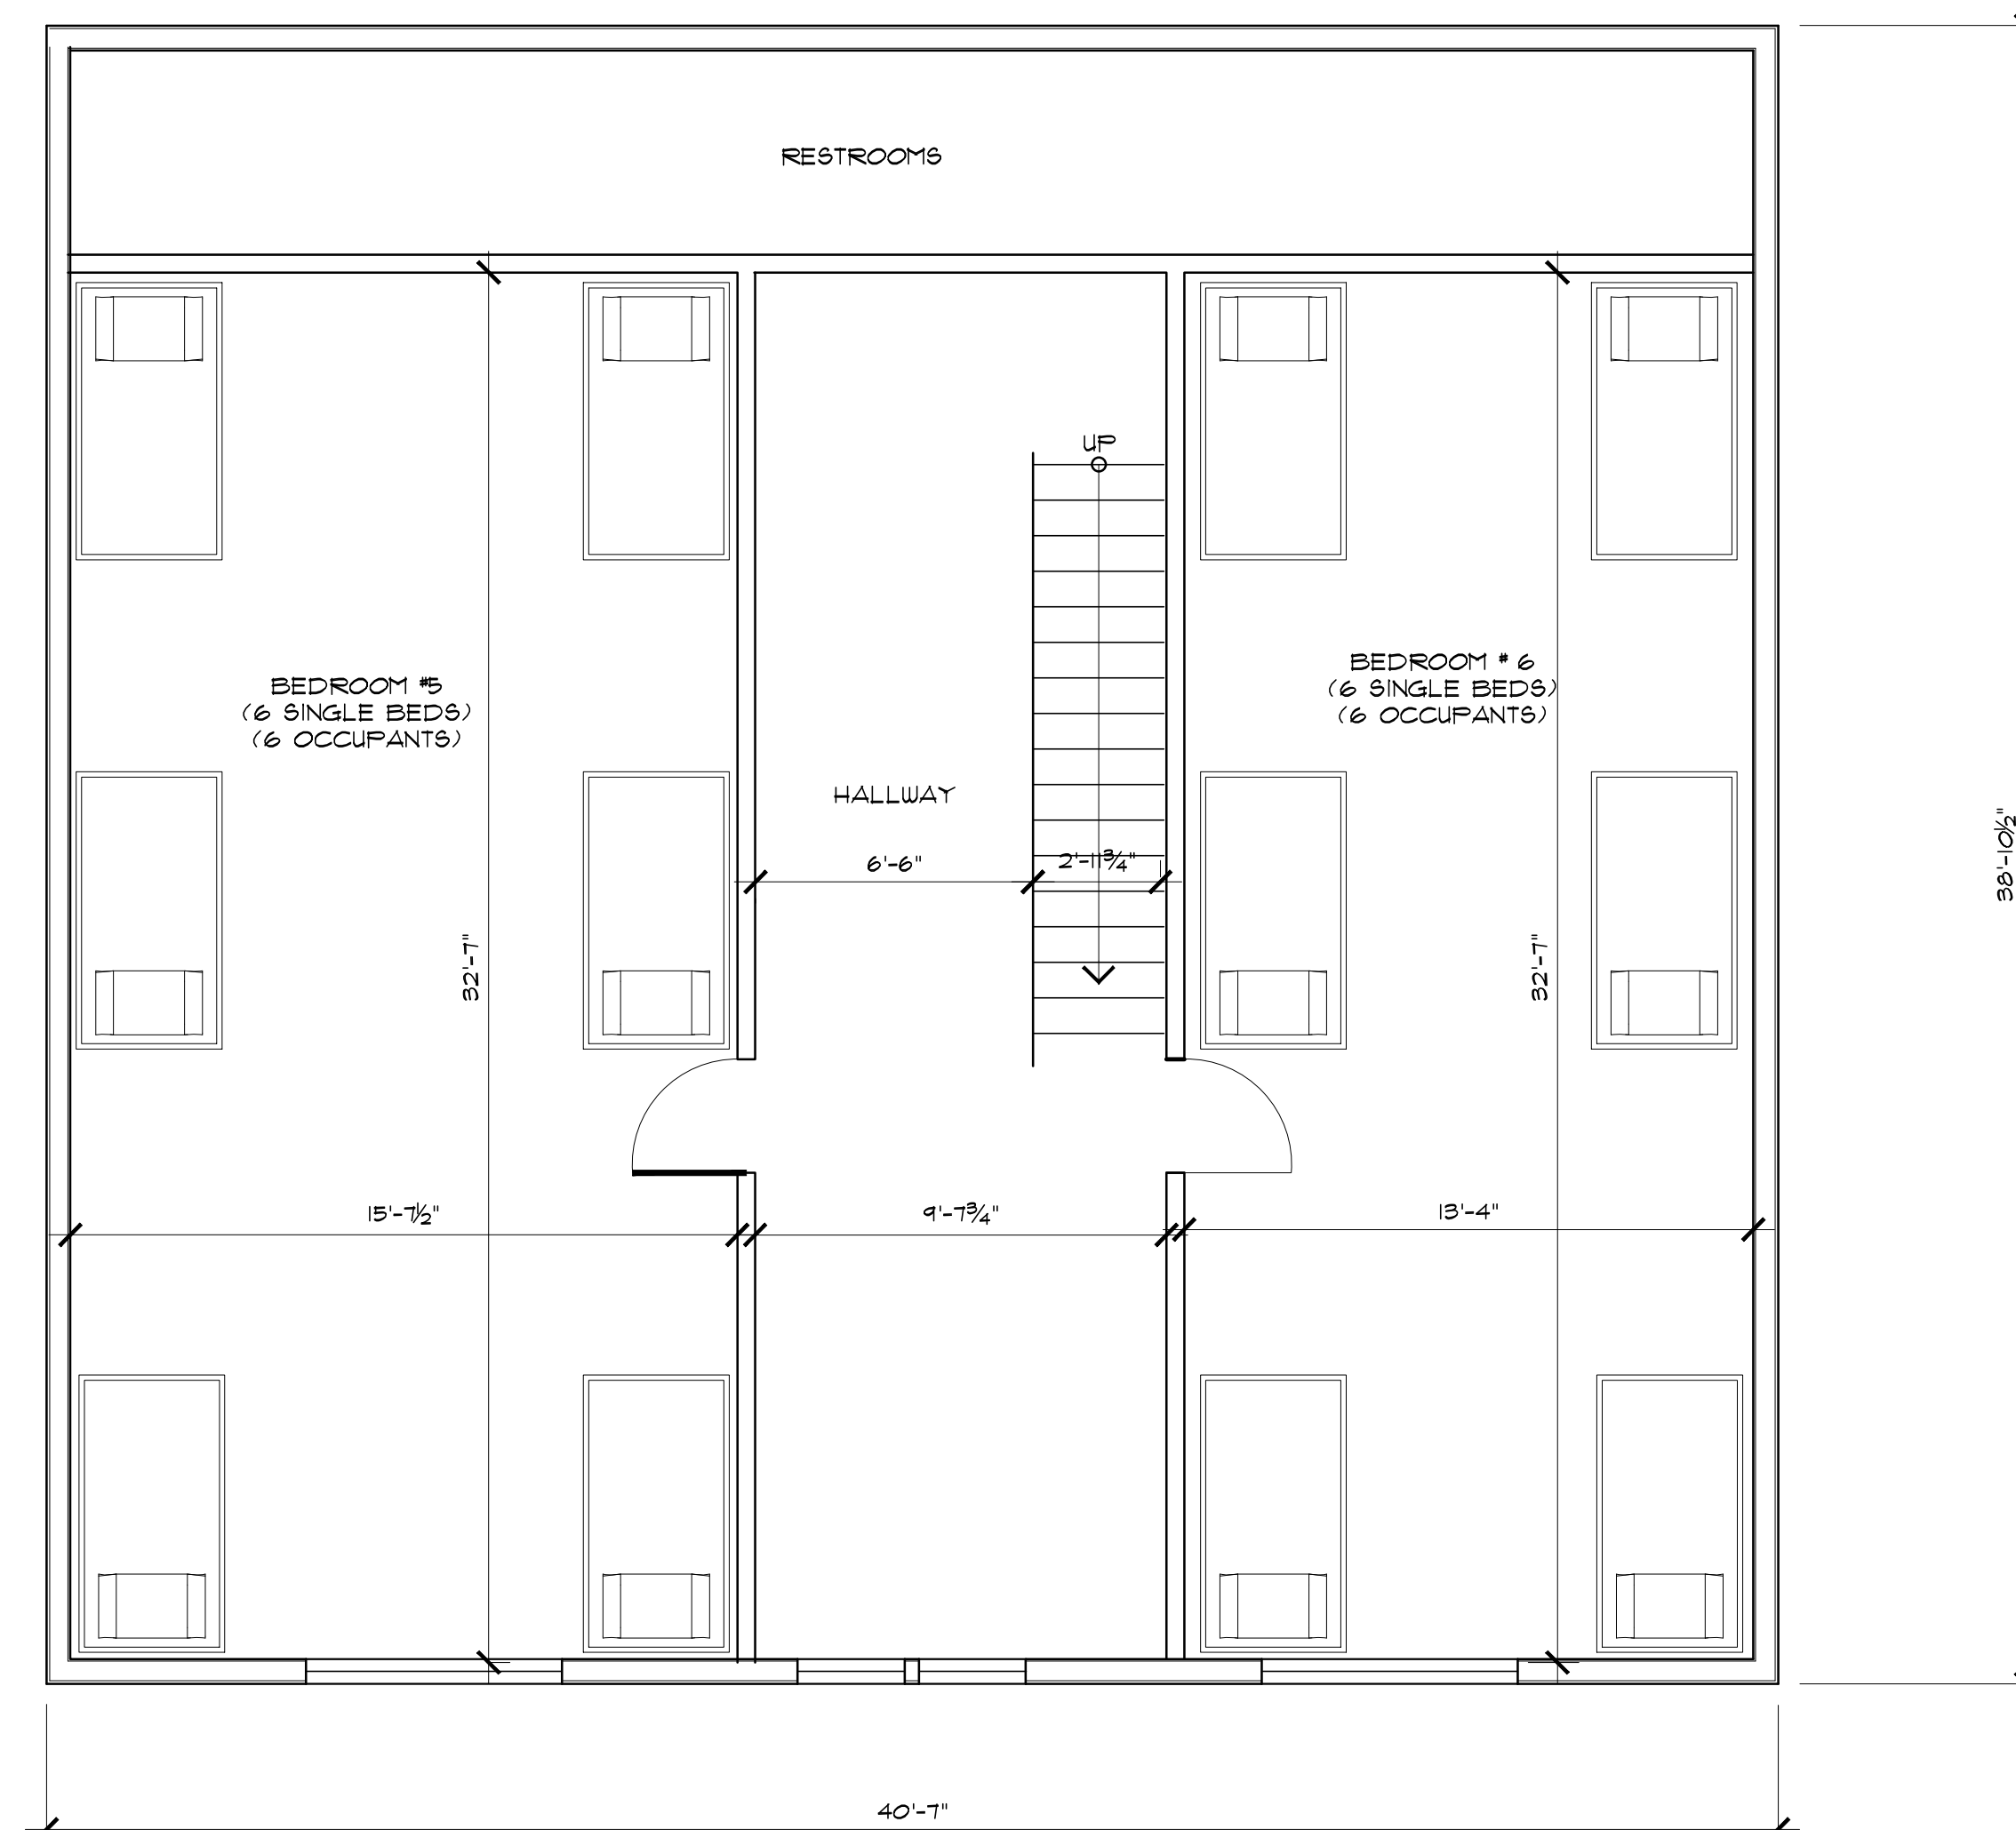 RESTROOMS
UP
BEDROOM #5
(6 SINGLE BEDS)
(6 OCCUPANTS)
BEDROOM # 6
(6 SINGLE BEDS)
(6 OCCUPANTS)
HALLWAY
6'-6"
2'-11¾"
38'-10½"
32'-7"
32'-7"
15'-7½"
9'-7¾"
13'-4"
40'-7"